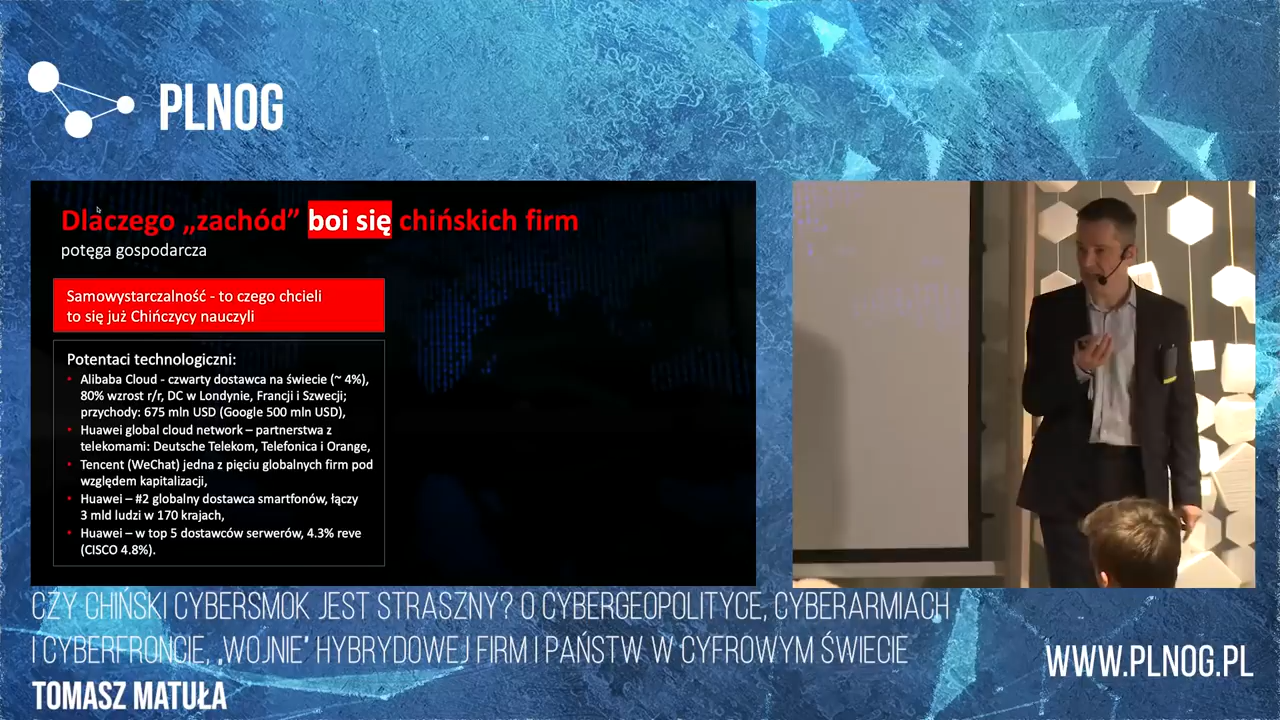 PLNOG
Dlaczego „zachód” boi się chińskich firm
potęga gospodarcza
Samowystarczalność - to czego chcieli
to się już Chińczycy nauczyli
Potentaci technologiczni:
• Alibaba Cloud - czwarty dostawca na świecie (~ 4%),
80% wzrost r/r, DC w Londynie, Francji i Szwecji;
przychody: 675 mln USD (Google 500 mln USD),
• Huawei global cloud network – partnerstwa z
telekomami: Deutsche Telekom, Telefonica i Orange,
• Tencent (WeChat) jedna z pięciu globalnych firm pod
względem kapitalizacji,
• Huawei – #2 globalny dostawca smartfonów, łączy
3 mld ludzi w 170 krajach,
• Huawei – w top 5 dostawców serwerów, 4.3% reve
(CISCO 4.8%).
CZY CHIŃSKI CYBERSMOK JEST STRASZNY? O CYBERGEOPOLITYCE, CYBERARMIACH
I CYBERFRONCIE, „WOJNIE” HYBRYDOWEJ FIRM I PAŃSTW W CYFROWYM ŚWIECIE
TOMASZ MATUŁA
WWW.PLNOG.PL